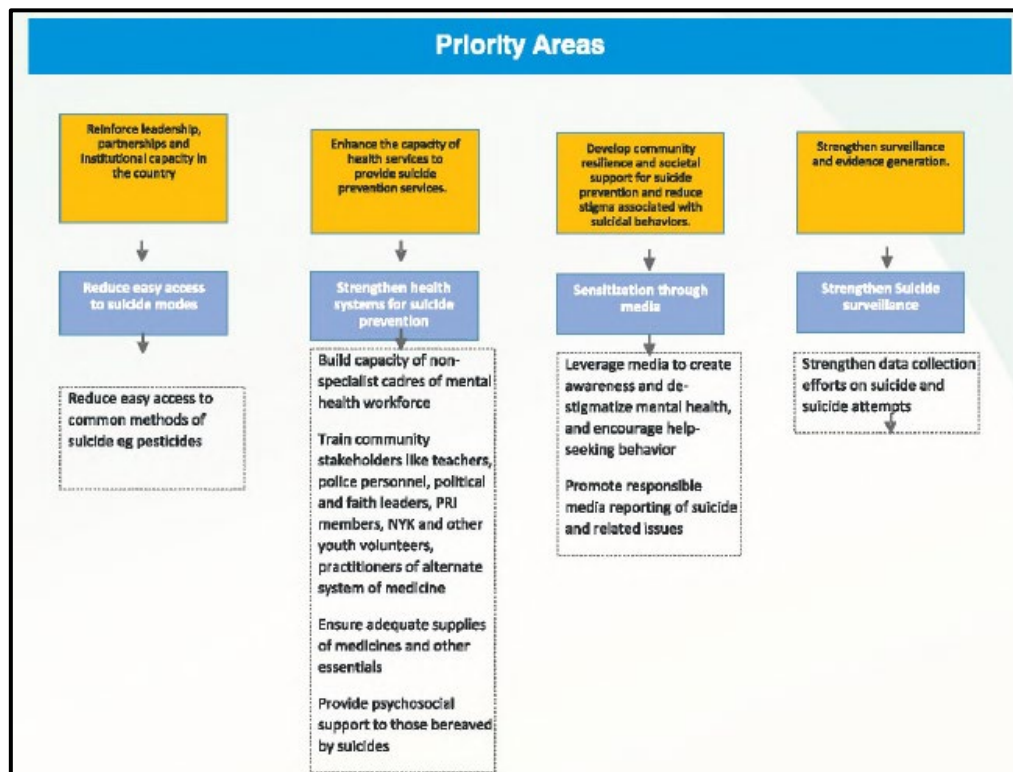 Priority Areas
Reinforce leadership,
partnerships and
institutional capacity in
the country
Reduce easy access
to suicide modes
Reduce easy access to
common methods of
suicide eg pesticides
Enhance the capacity of
health services to
provide suicide
prevention services.
Strengthen health
systems for suicide
prevention
Build capacity of non-
specialist cadres of mental
health workforce
Train community
stakeholders like teachers,
police personnel, political
and faith leaders, PRI
members, NYK and other
youth volunteers,
practitioners of alternate
system of medicine
Ensure adequate supplies
of medicines and other
essentials
Provide psychosocial
support to those bereaved
by suicides
Develop community
resilience and societal
support for suicide
prevention and reduce
stigma associated with
suicidal behaviors.
Sensitization through
media
Leverage media to create
awareness and de-
stigmatize mental health,
and encourage help-
seeking behavior
Promote responsible
media reporting of suicide
and related issues
Strengthen surveillance
and evidence generation.
Strengthen Suicide
surveillance
Strengthen data collection
efforts on suicide and
suicide attempts